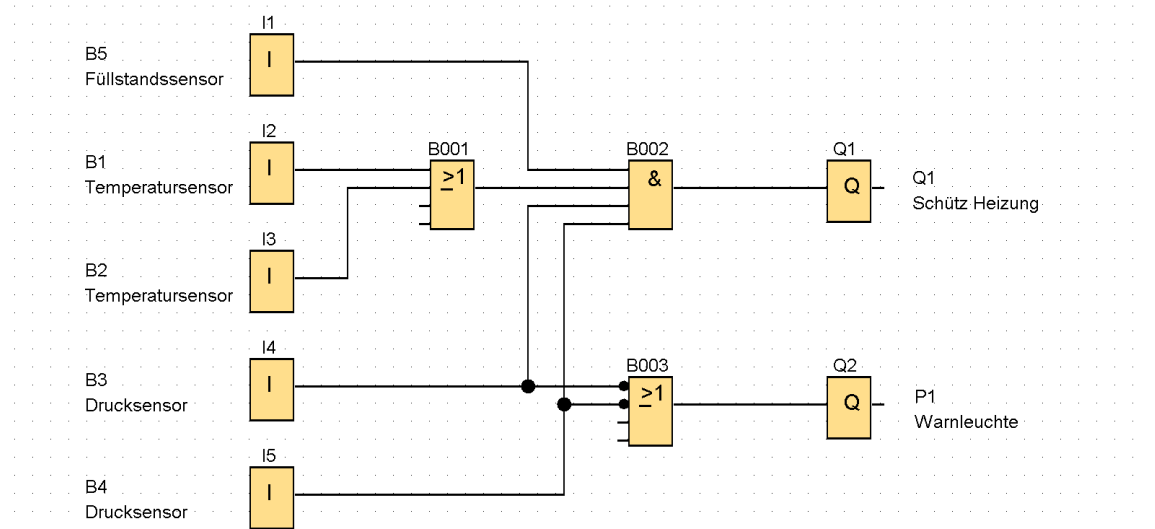 I1
B5
I
Füllstandssensor
I2
B1
I
Temperatursensor
B001
>1
B002
&
Q1
Q
Q1
Schütz Heizung
I3
B2
I
Temperatursensor
I4
B3
I
Drucksensor
B003
>1
Q2
Q
P1
Warnleuchte
I5
B4
I
Drucksensor